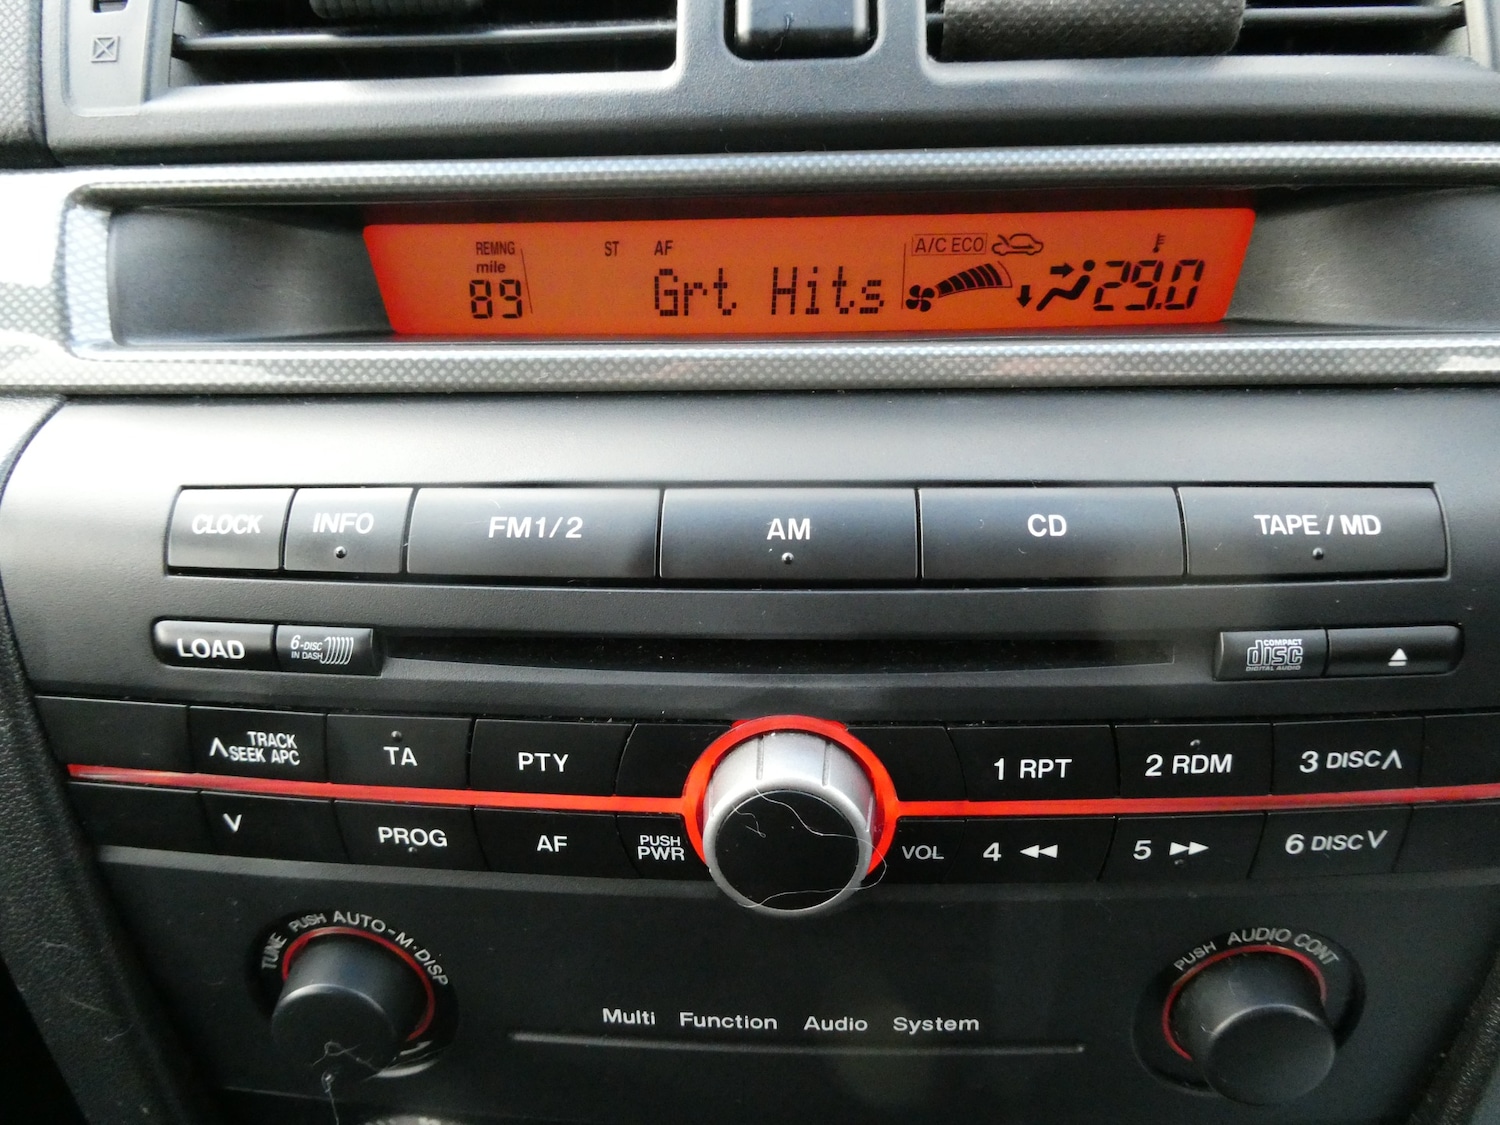 REMNG ST AF A/C ECO
mile
89 Grt Hits 29.0
CLOCK INFO FM1/2 AM CD TAPE / MD
LOAD 6-DISC IN DASH COMPACT disc DIGITAL AUDIO
TRACK
SEEK APC TA PTY 1 RPT 2 RDM 3 DISC
PROG AF PUSH PWR VOL 4 5 6 DISC
TUNE PUSH AUTO-M·DISP PUSH AUDIO CONT
Multi Function Audio System